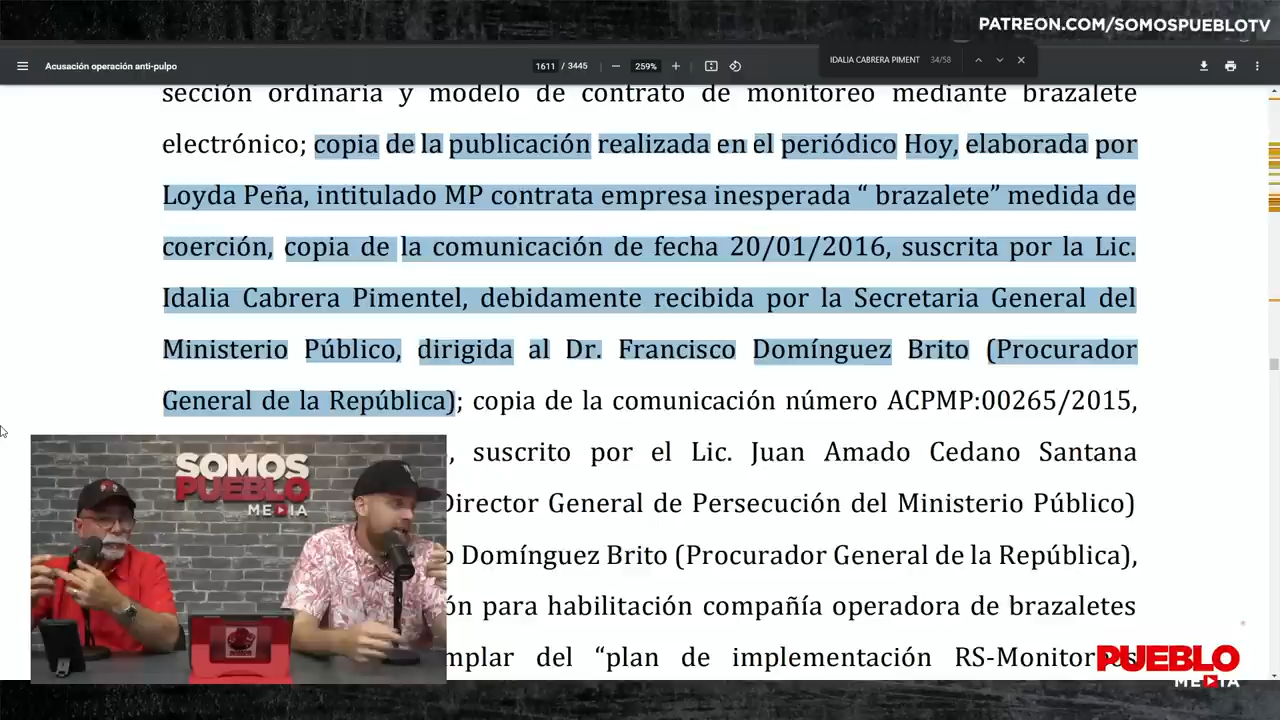 PATREON.COM/SOMOSPUEBLOTV
Acusación operación anti-pulpo
1611 / 3445
259%
IDALIA CABRERA PIMENT 34/58
sección ordinaria y modelo de contrato de monitoreo mediante brazalete
electrónico; copia de la publicación realizada en el periódico Hoy, elaborada por
Loyda Peña, intitulado MP contrata empresa inesperada “ brazalete” medida de
coerción, copia de la comunicación de fecha 20/01/2016, suscrita por la Lic.
Idalia Cabrera Pimentel, debidamente recibida por la Secretaria General del
Ministerio Público, dirigida al Dr. Francisco Domínguez Brito (Procurador
General de la República); copia de la comunicación número ACPMP:00265/2015,
, suscrito por el Lic. Juan Amado Cedano Santana
Director General de Persecución del Ministerio Público)
o Domínguez Brito (Procurador General de la República),
ón para habilitación compañía operadora de brazaletes
mplar del “plan de implementación RS-Monitor
SOMOS
PUEBLO
MEDIA
PUEBLO
MEDIA